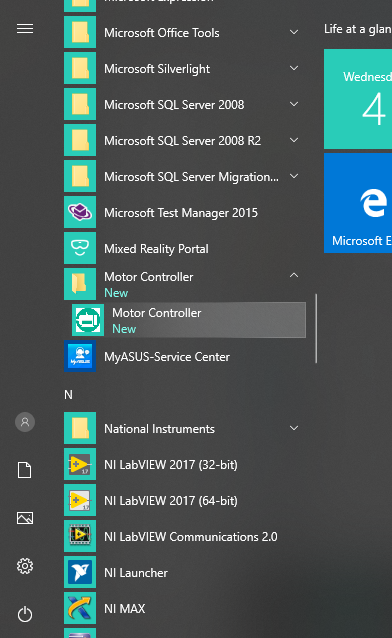 Microsoft Expression
Life at a glan
Microsoft Office Tools
Microsoft Silverlight
Wednesd
4
Microsoft SQL Server 2008
Microsoft SQL Server 2008 R2
Microsoft SQL Server Migration...
Microsoft Test Manager 2015
Microsoft E
Mixed Reality Portal
Motor Controller
New
Motor Controller
New
MyASUS-Service Center
N
National Instruments
NI LabVIEW 2017 (32-bit)
NI LabVIEW 2017 (64-bit)
NI LabVIEW Communications 2.0
NI Launcher
NI MAX